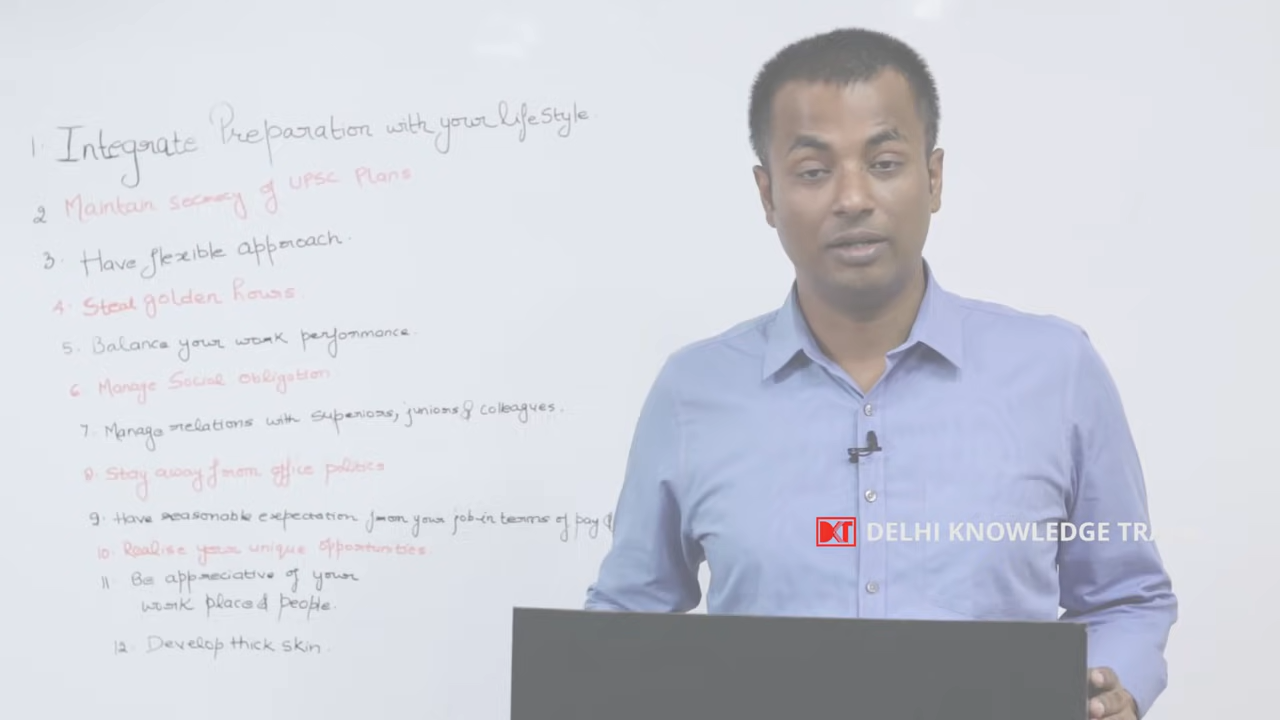 1. Integrate Preparation with your lifestyle.
2 Maintain secrecy of UPSC Plans
3. Have flexible approach.
4. Steal golden hours.
5. Balance your work performance.
6. Manage Social obligation
7. Manage relations with superiors, juniors & colleagues.
8. Stay away from office politics
9. Have reasonable expectation from your job-in terms of pay &
10. Realise your unique opportunities.
11 Be appreciative of your
work place & people.
12. Develop thick skin.
DKT DELHI KNOWLEDGE TRA